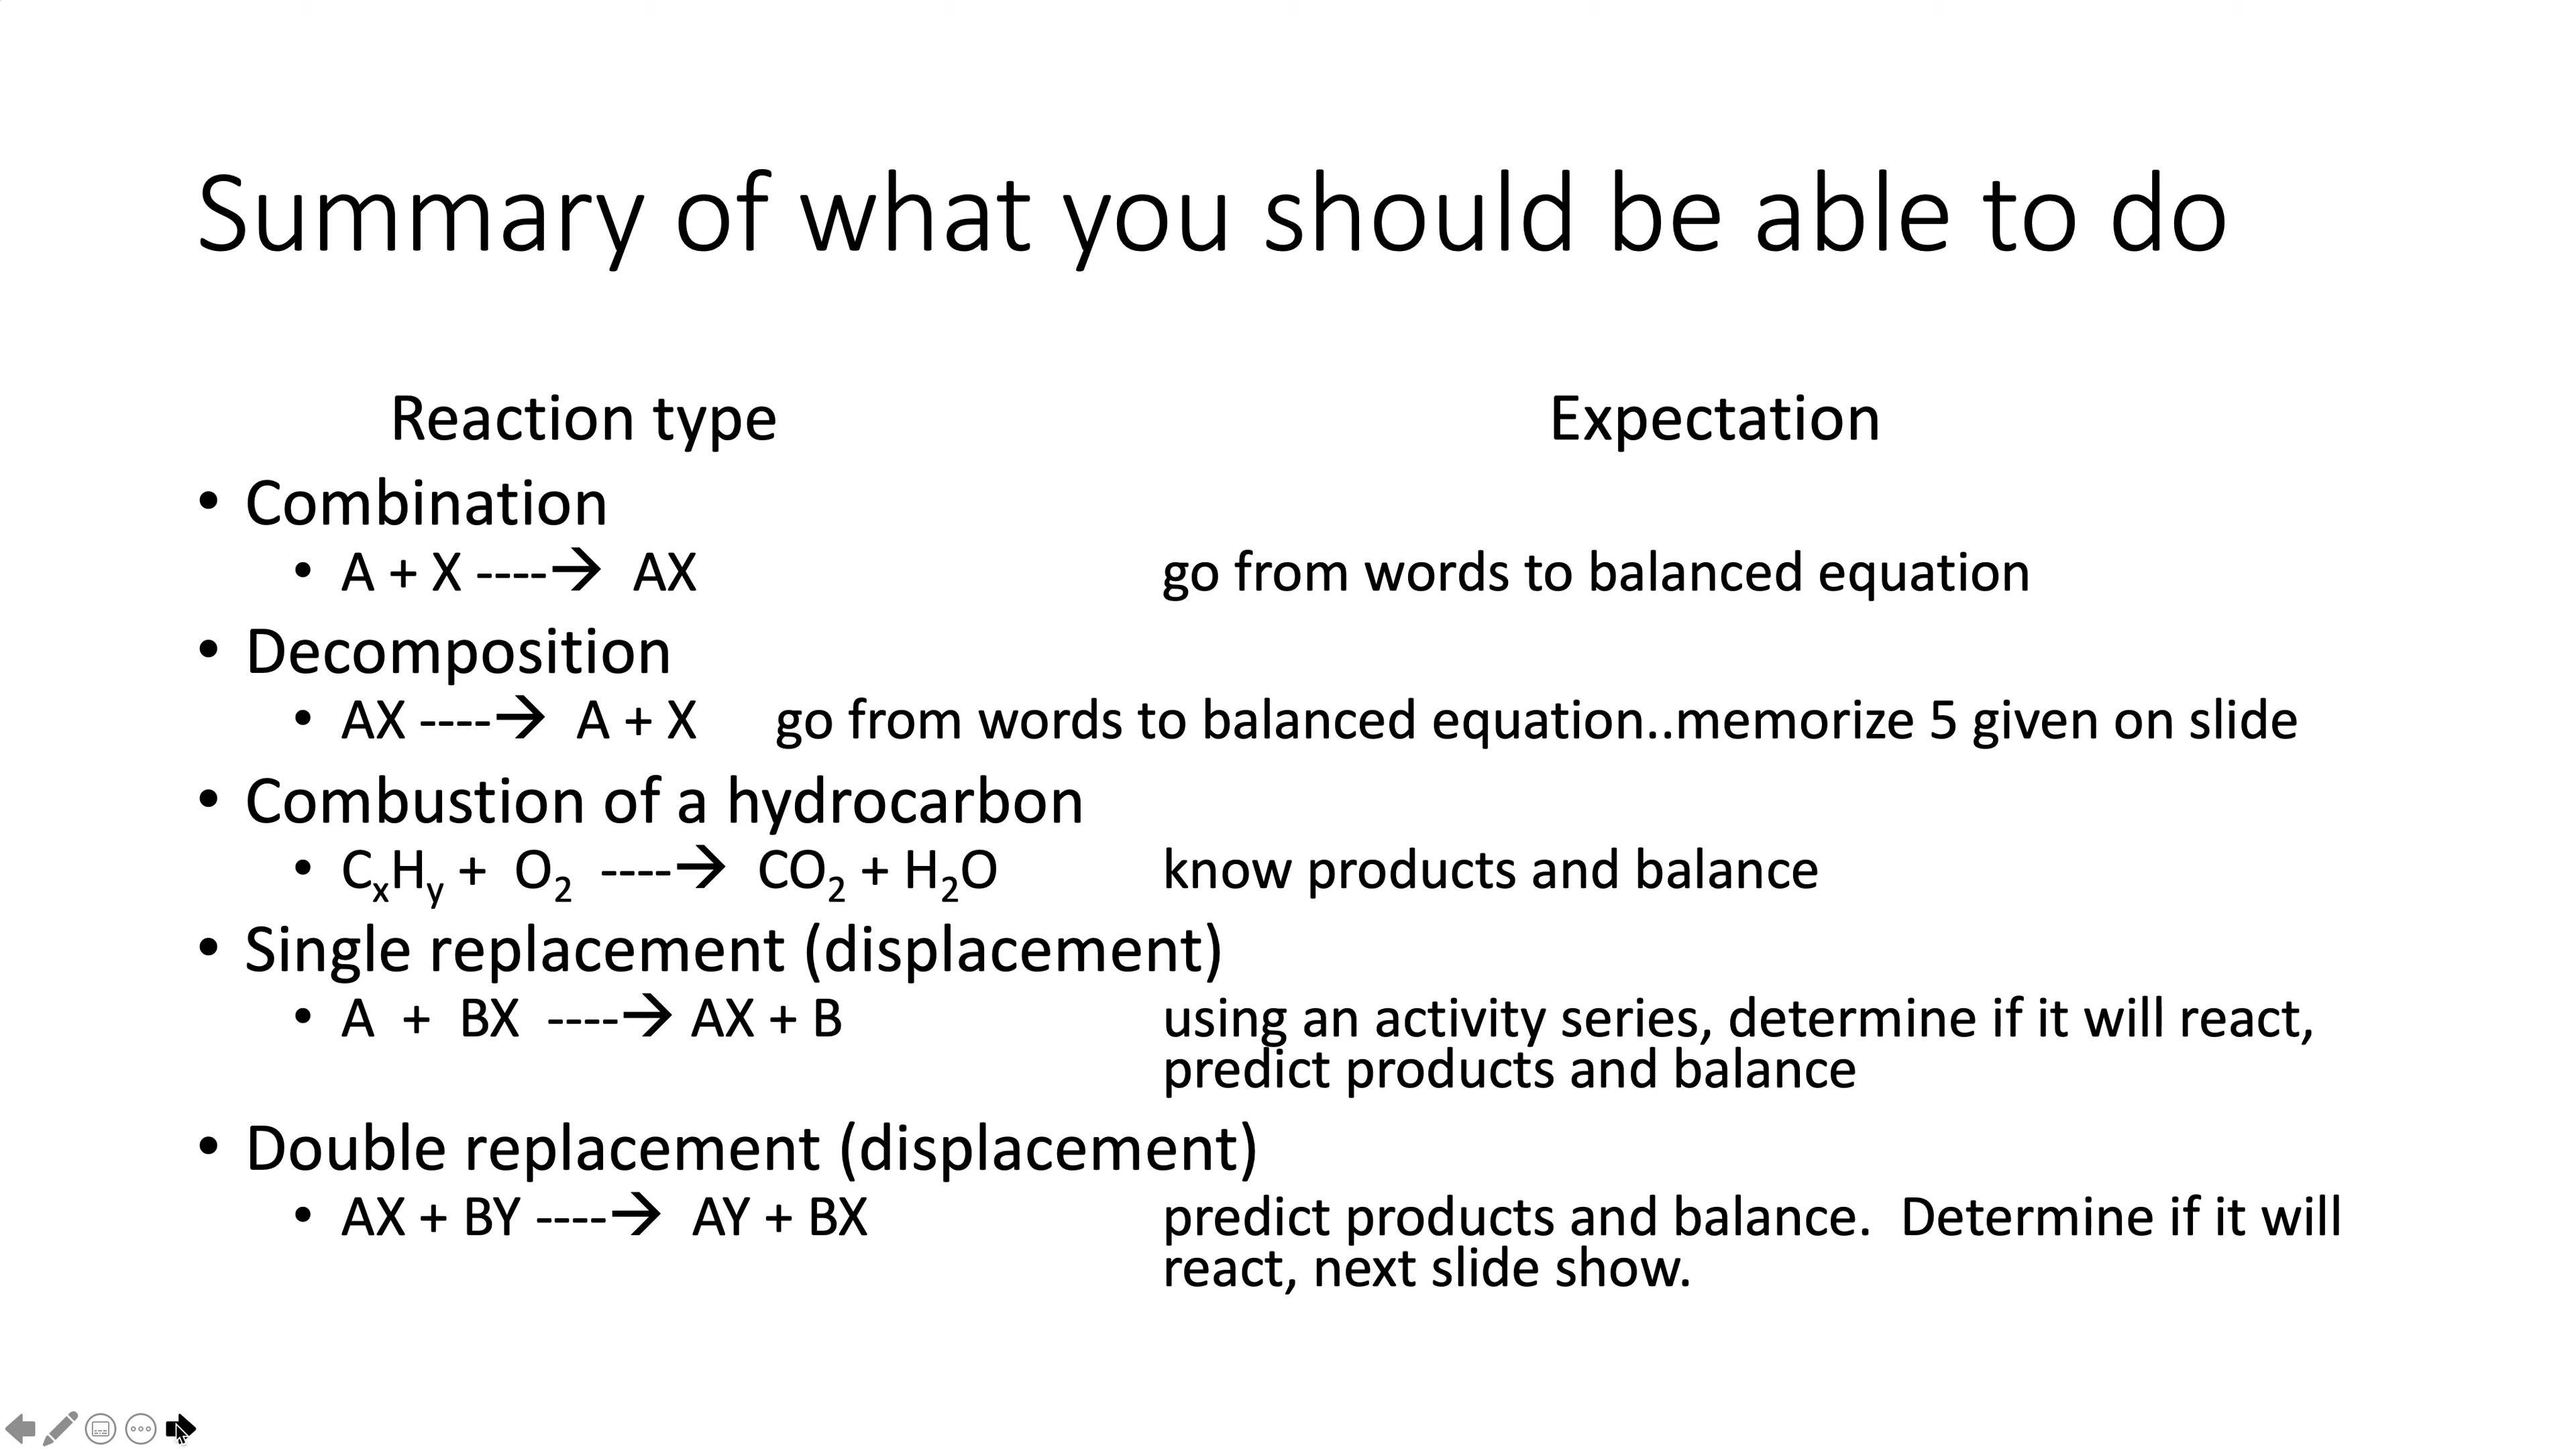 Summary of what you should be able to do
Reaction type Expectation
• Combination
• A + X ----→ AX go from words to balanced equation
• Decomposition
• AX ----→ A + X go from words to balanced equation..memorize 5 given on slide
• Combustion of a hydrocarbon
• CₓHᵧ + O₂ ----→ CO₂ + H₂O know products and balance
• Single replacement (displacement)
• A + BX ----→ AX + B using an activity series, determine if it will react,
predict products and balance
• Double replacement (displacement)
• AX + BY ----→ AY + BX predict products and balance. Determine if it will
react, next slide show.